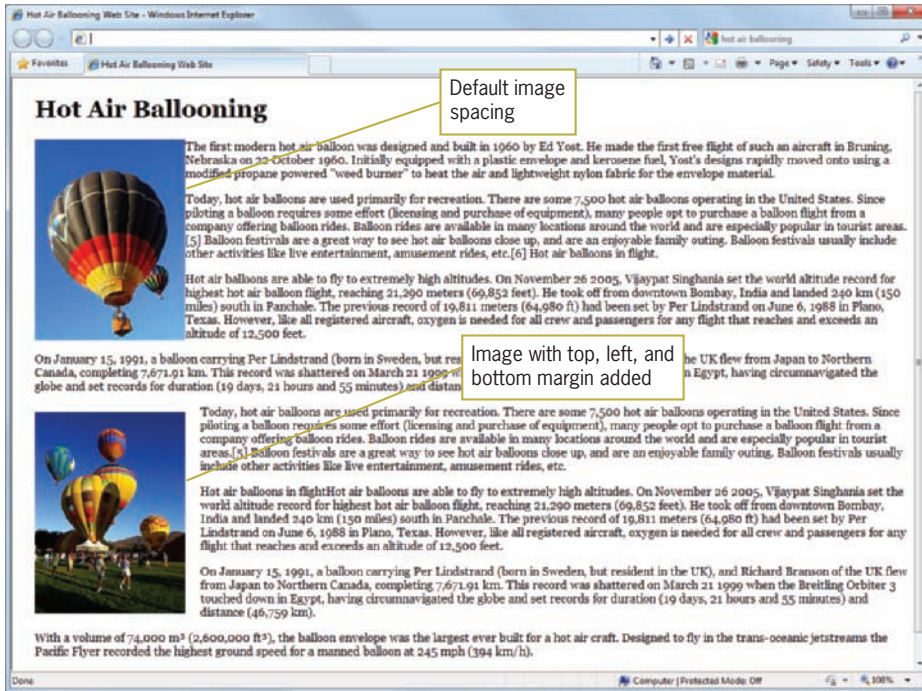 Hot Air Ballooning Web Site - Windows Internet Explorer
hot air ballooning
Favorites
Hot Air Ballooning Web Site
Page
Safety
Tools
Default image
spacing
Hot Air Ballooning
The first modern hot air balloon was designed and built in 1960 by Ed Yost. He made the first free flight of such an aircraft in Bruning,
Nebraska on 22 October 1960. Initially equipped with a plastic envelope and kerosene fuel, Yost's designs rapidly moved onto using a
modified propane powered "weed burner" to heat the air and lightweight nylon fabric for the envelope material.
Today, hot air balloons are used primarily for recreation. There are some 7,500 hot air balloons operating in the United States. Since
piloting a balloon requires some effort (licensing and purchase of equipment), many people opt to purchase a balloon flight from a
company offering balloon rides. Balloon rides are available in many locations around the world and are especially popular in tourist areas.
[5] Balloon festivals are a great way to see hot air balloons close up, and are an enjoyable family outing. Balloon festivals usually include
other activities like live entertainment, amusement rides, etc.[6] Hot air balloons in flight.
Hot air balloons are able to fly to extremely high altitudes. On November 26 2005, Vijaypat Singhania set the world altitude record for
highest hot air balloon flight, reaching 21,290 meters (69,852 feet). He took off from downtown Bombay, India and landed 240 km (150
miles) south in Panchale. The previous record of 19,811 meters (64,980 ft) had been set by Per Lindstrand on June 6, 1988 in Plano,
Texas. However, like all registered aircraft, oxygen is needed for all crew and passengers for any flight that reaches and exceeds an
altitude of 12,500 feet.
Image with top, left, and
bottom margin added
On January 15, 1991, a balloon carrying Per Lindstrand (born in Sweden, but res the UK flew from Japan to Northern
Canada, completing 7,671.91 km. This record was shattered on March 21 1999 w n Egypt, having circumnavigated the
globe and set records for duration (19 days, 21 hours and 55 minutes) and distan
Today, hot air balloons are used primarily for recreation. There are some 7,500 hot air balloons operating in the United States. Since
piloting a balloon requires some effort (licensing and purchase of equipment), many people opt to purchase a balloon flight from a
company offering balloon rides. Balloon rides are available in many locations around the world and are especially popular in tourist
areas.[5] Balloon festivals are a great way to see hot air balloons close up, and are an enjoyable family outing. Balloon festivals usually
include other activities like live entertainment, amusement rides, etc.
Hot air balloons in flightHot air balloons are able to fly to extremely high altitudes. On November 26 2005, Vijaypat Singhania set the
world altitude record for highest hot air balloon flight, reaching 21,290 meters (69,852 feet). He took off from downtown Bombay,
India and landed 240 km (150 miles) south in Panchale. The previous record of 19,811 meters (64,980 ft) had been set by Per
Lindstrand on June 6, 1988 in Plano, Texas. However, like all registered aircraft, oxygen is needed for all crew and passengers for any
flight that reaches and exceeds an altitude of 12,500 feet.
On January 15, 1991, a balloon carrying Per Lindstrand (born in Sweden, but resident in the UK), and Richard Branson of the UK flew
from Japan to Northern Canada, completing 7,671.91 km. This record was shattered on March 21 1999 when the Breitling Orbiter 3
touched down in Egypt, having circumnavigated the globe and set records for duration (19 days, 21 hours and 55 minutes) and
distance (46,759 km).
With a volume of 74,000 m³ (2,600,000 ft³), the balloon envelope was the largest ever built for a hot air craft. Designed to fly in the trans-oceanic jetstreams the
Pacific Flyer recorded the highest ground speed for a manned balloon at 245 mph (394 km/h).
Done
Computer | Protected Mode: Off
100%